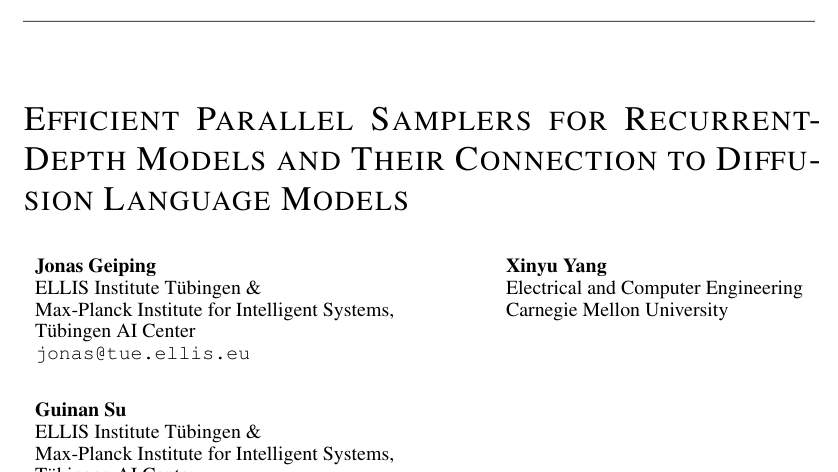 EFFICIENT PARALLEL SAMPLERS FOR RECURRENT-
DEPTH MODELS AND THEIR CONNECTION TO DIFFU-
SION LANGUAGE MODELS
Jonas Geiping
ELLIS Institute Tübingen &
Max-Planck Institute for Intelligent Systems,
Tübingen AI Center
jonas@tue.ellis.eu
Xinyu Yang
Electrical and Computer Engineering
Carnegie Mellon University
Guinan Su
ELLIS Institute Tübingen &
Max-Planck Institute for Intelligent Systems,